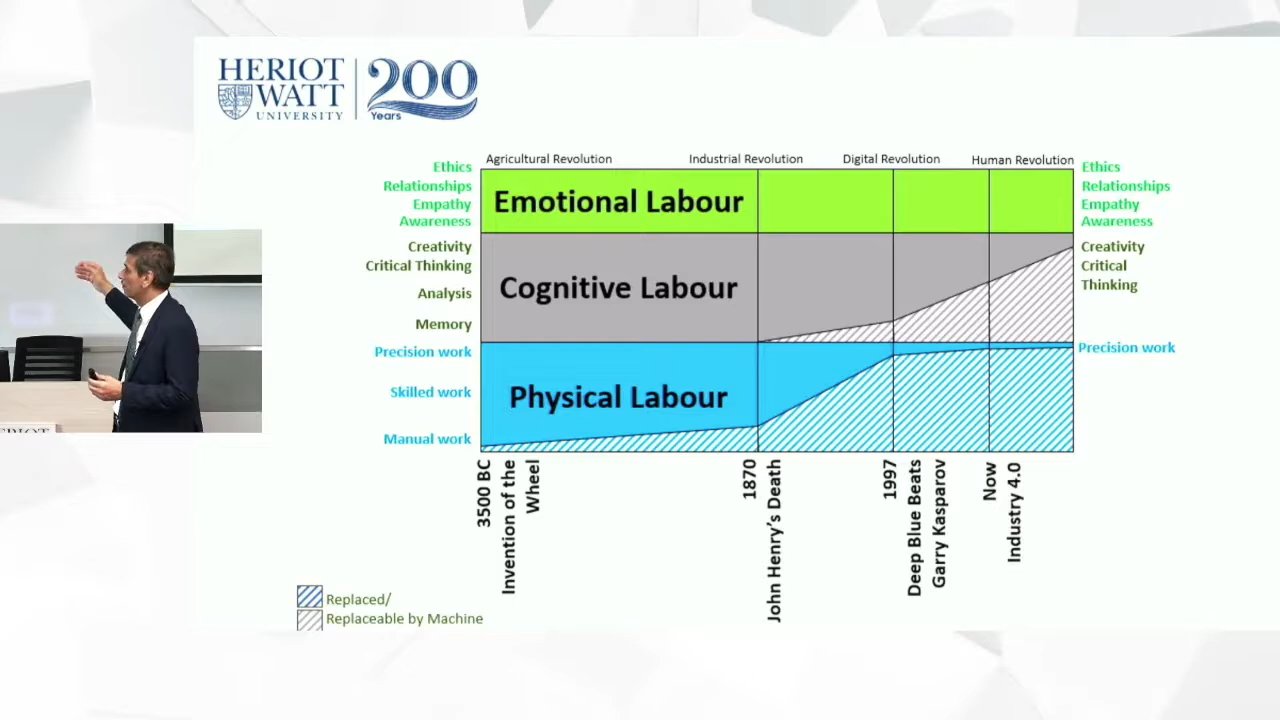 HERIOT
WATT
UNIVERSITY
200
Years
Agricultural Revolution
Industrial Revolution
Digital Revolution
Human Revolution
Ethics
Relationships
Empathy
Awareness
Creativity
Critical Thinking
Analysis
Memory
Precision work
Skilled work
Manual work
Emotional Labour
Cognitive Labour
Physical Labour
Ethics
Relationships
Empathy
Awareness
Creativity
Critical
Thinking
Precision work
3500 BC
Invention of the
Wheel
1870
John Henry's Death
1997
Deep Blue Beats
Garry Kasparov
Now
Industry 4.0
Replaced/
Replaceable by Machine